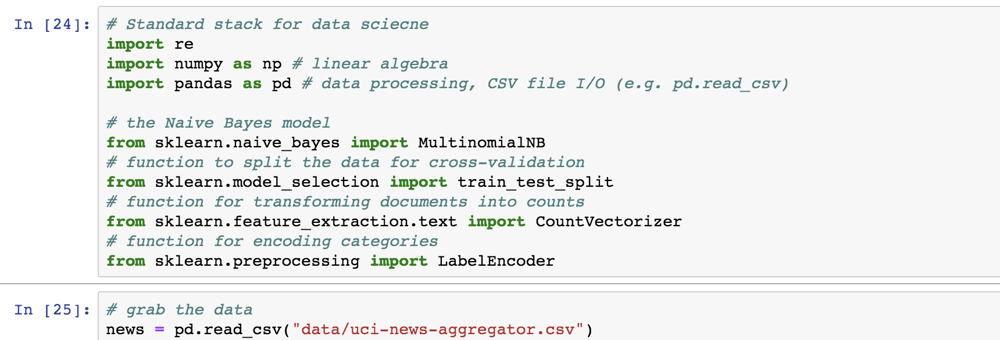 In [24]: # Standard stack for data sciecne
import re
import numpy as np # linear algebra
import pandas as pd # data processing, CSV file I/O (e.g. pd.read_csv)
# the Naive Bayes model
from sklearn.naive_bayes import MultinomialNB
# function to split the data for cross-validation
from sklearn.model_selection import train_test_split
# function for transforming documents into counts
from sklearn.feature_extraction.text import CountVectorizer
# function for encoding categories
from sklearn.preprocessing import LabelEncoder
In [25]: # grab the data
news = pd.read_csv("data/uci-news-aggregator.csv")